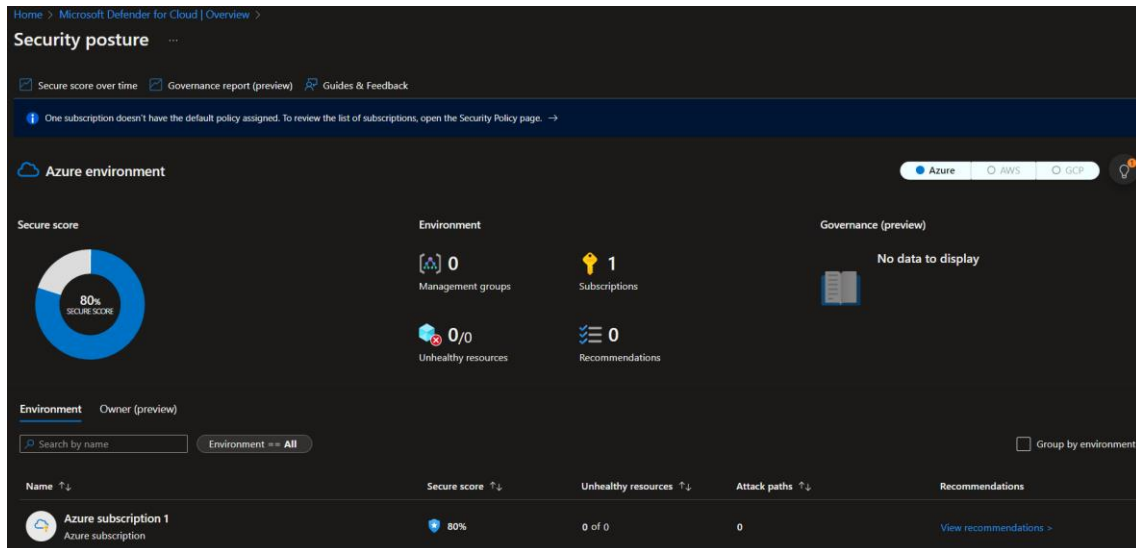 Home > Microsoft Defender for Cloud | Overview >
Security posture ...
Secure score over time Governance report (preview) Guides & Feedback
One subscription doesn't have the default policy assigned. To review the list of subscriptions, open the Security Policy page. →
Azure environment
Azure AWS GCP
1
Secure score
80%
SECURE SCORE
Environment
0
Management groups
1
Subscriptions
0/0
Unhealthy resources
0
Recommendations
Governance (preview)
No data to display
Environment Owner (preview)
Search by name
Environment == All
Group by environment
Name ↑↓ Secure score ↑↓ Unhealthy resources ↑↓ Attack paths ↑↓ Recommendations
Azure subscription 1
Azure subscription
80% 0 of 0 0 View recommendations >